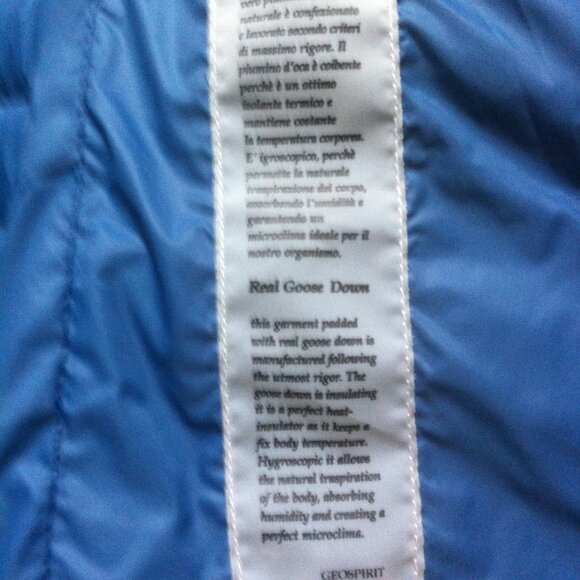 vero piumino
naturale è confezionato
e lavorato secondo criteri
di massimo rigore. Il
piumino d'oca è coibente
perchè è un ottimo
isolante termico e
mantiene costante
la temperatura corporea.
E' igroscopico, perchè
permette la naturale
traspirazione del corpo,
assorbendo l'umidità e
garantendo un
microclima ideale per il
nostro organismo.
Real Goose Down
this garment padded
with real goose down is
manufactured following
the utmost rigor. The
goose down is insulating
it is a perfect heat-
insulator as it keeps a
fix body temperature.
Hygroscopic it allows
the natural traspiration
of the body, absorbing
humidity and creating a
perfect microclima.
GEOSPIRIT